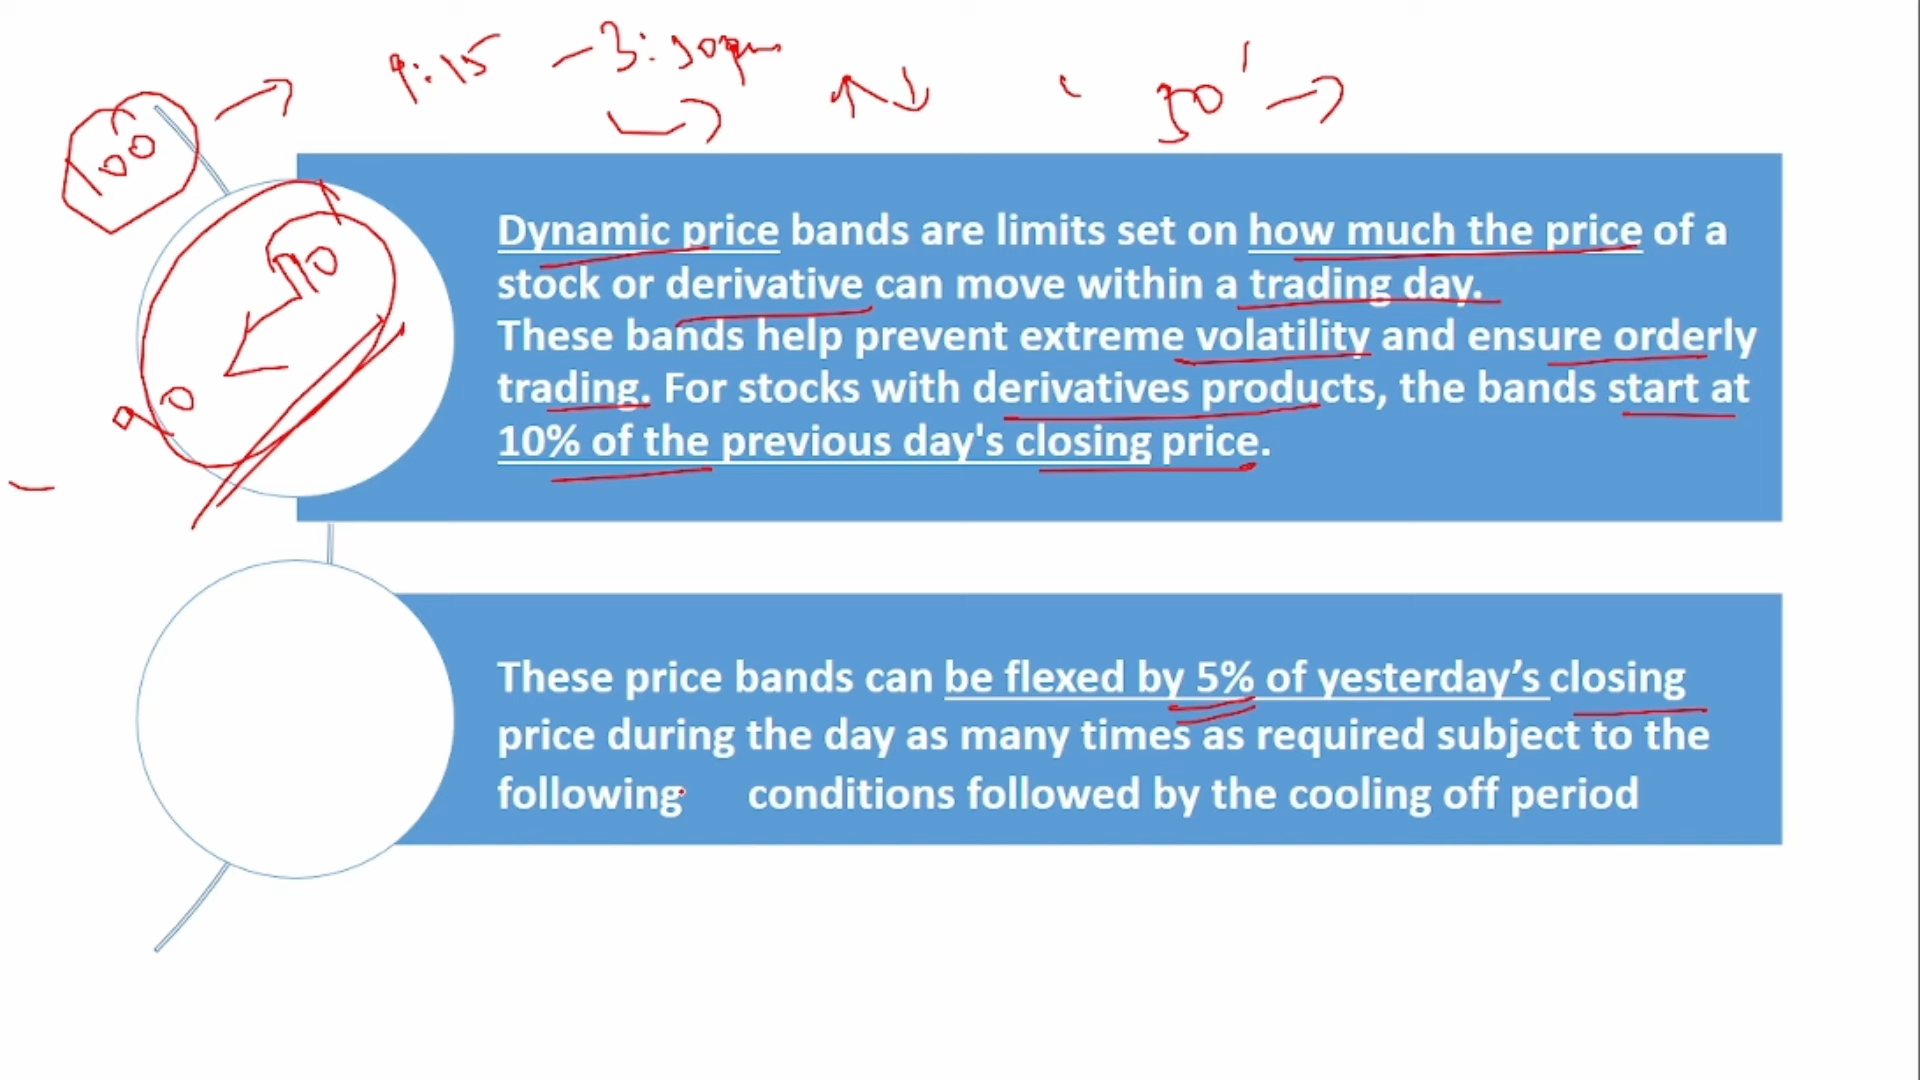 9:15 - 3:30pm
50'
100
110
90
Dynamic price bands are limits set on how much the price of a
stock or derivative can move within a trading day.
These bands help prevent extreme volatility and ensure orderly
trading. For stocks with derivatives products, the bands start at
10% of the previous day's closing price.
These price bands can be flexed by 5% of yesterday’s closing
price during the day as many times as required subject to the
following conditions followed by the cooling off period